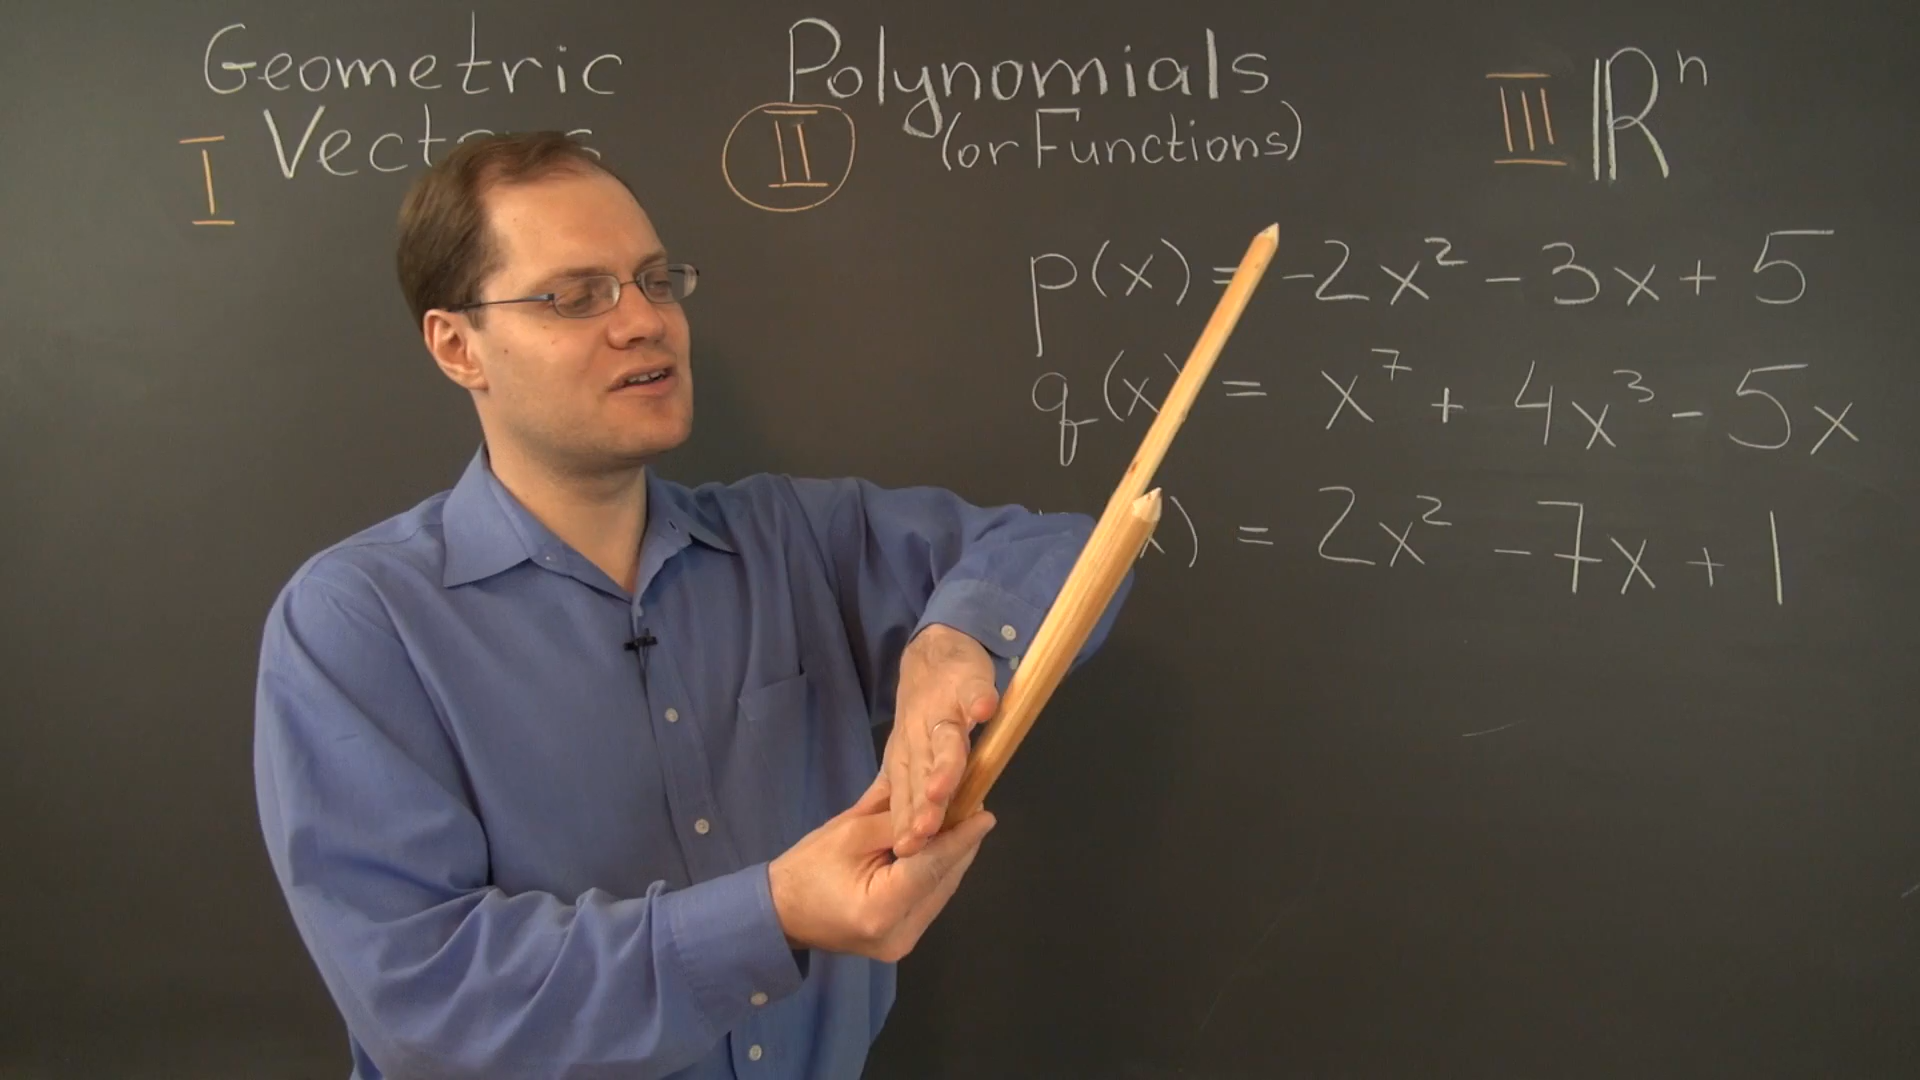 Geometric
I Vectors
II Polynomials
(or Functions)
III ℝⁿ
p(x) = -2x² - 3x + 5
q(x) = x⁷ + 4x³ - 5x
x) = 2x² - 7x + 1